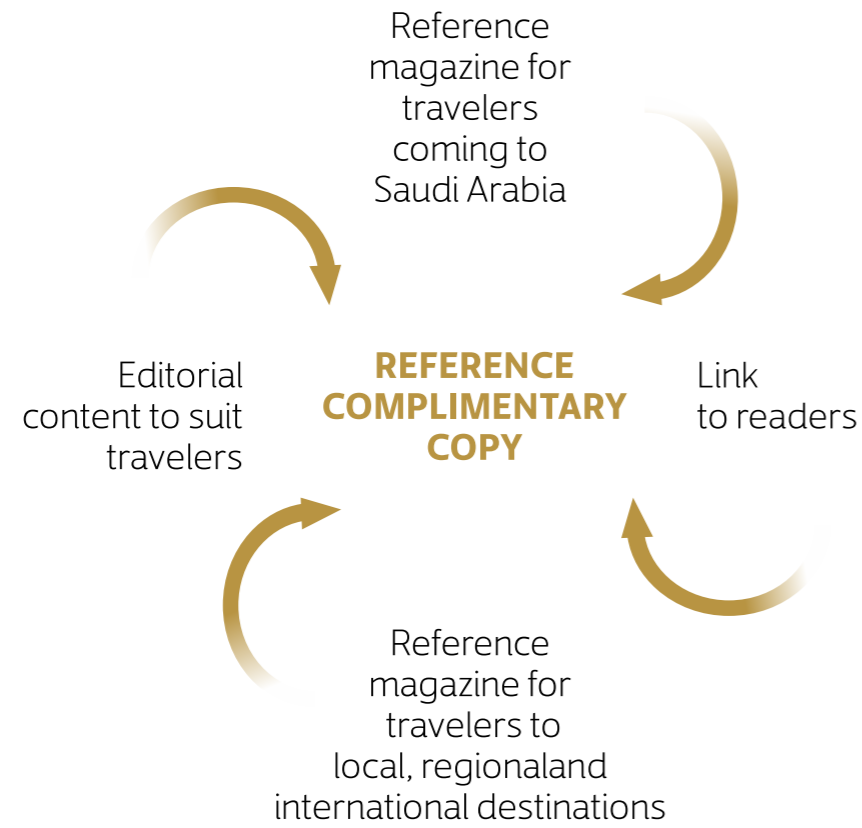 Reference
magazine for
travelers
coming to
Saudi Arabia
Editorial
content to suit
travelers
REFERENCE
COMPLIMENTARY
COPY
Link
to readers
Reference
magazine for
travelers to
local, regionaland
international destinations